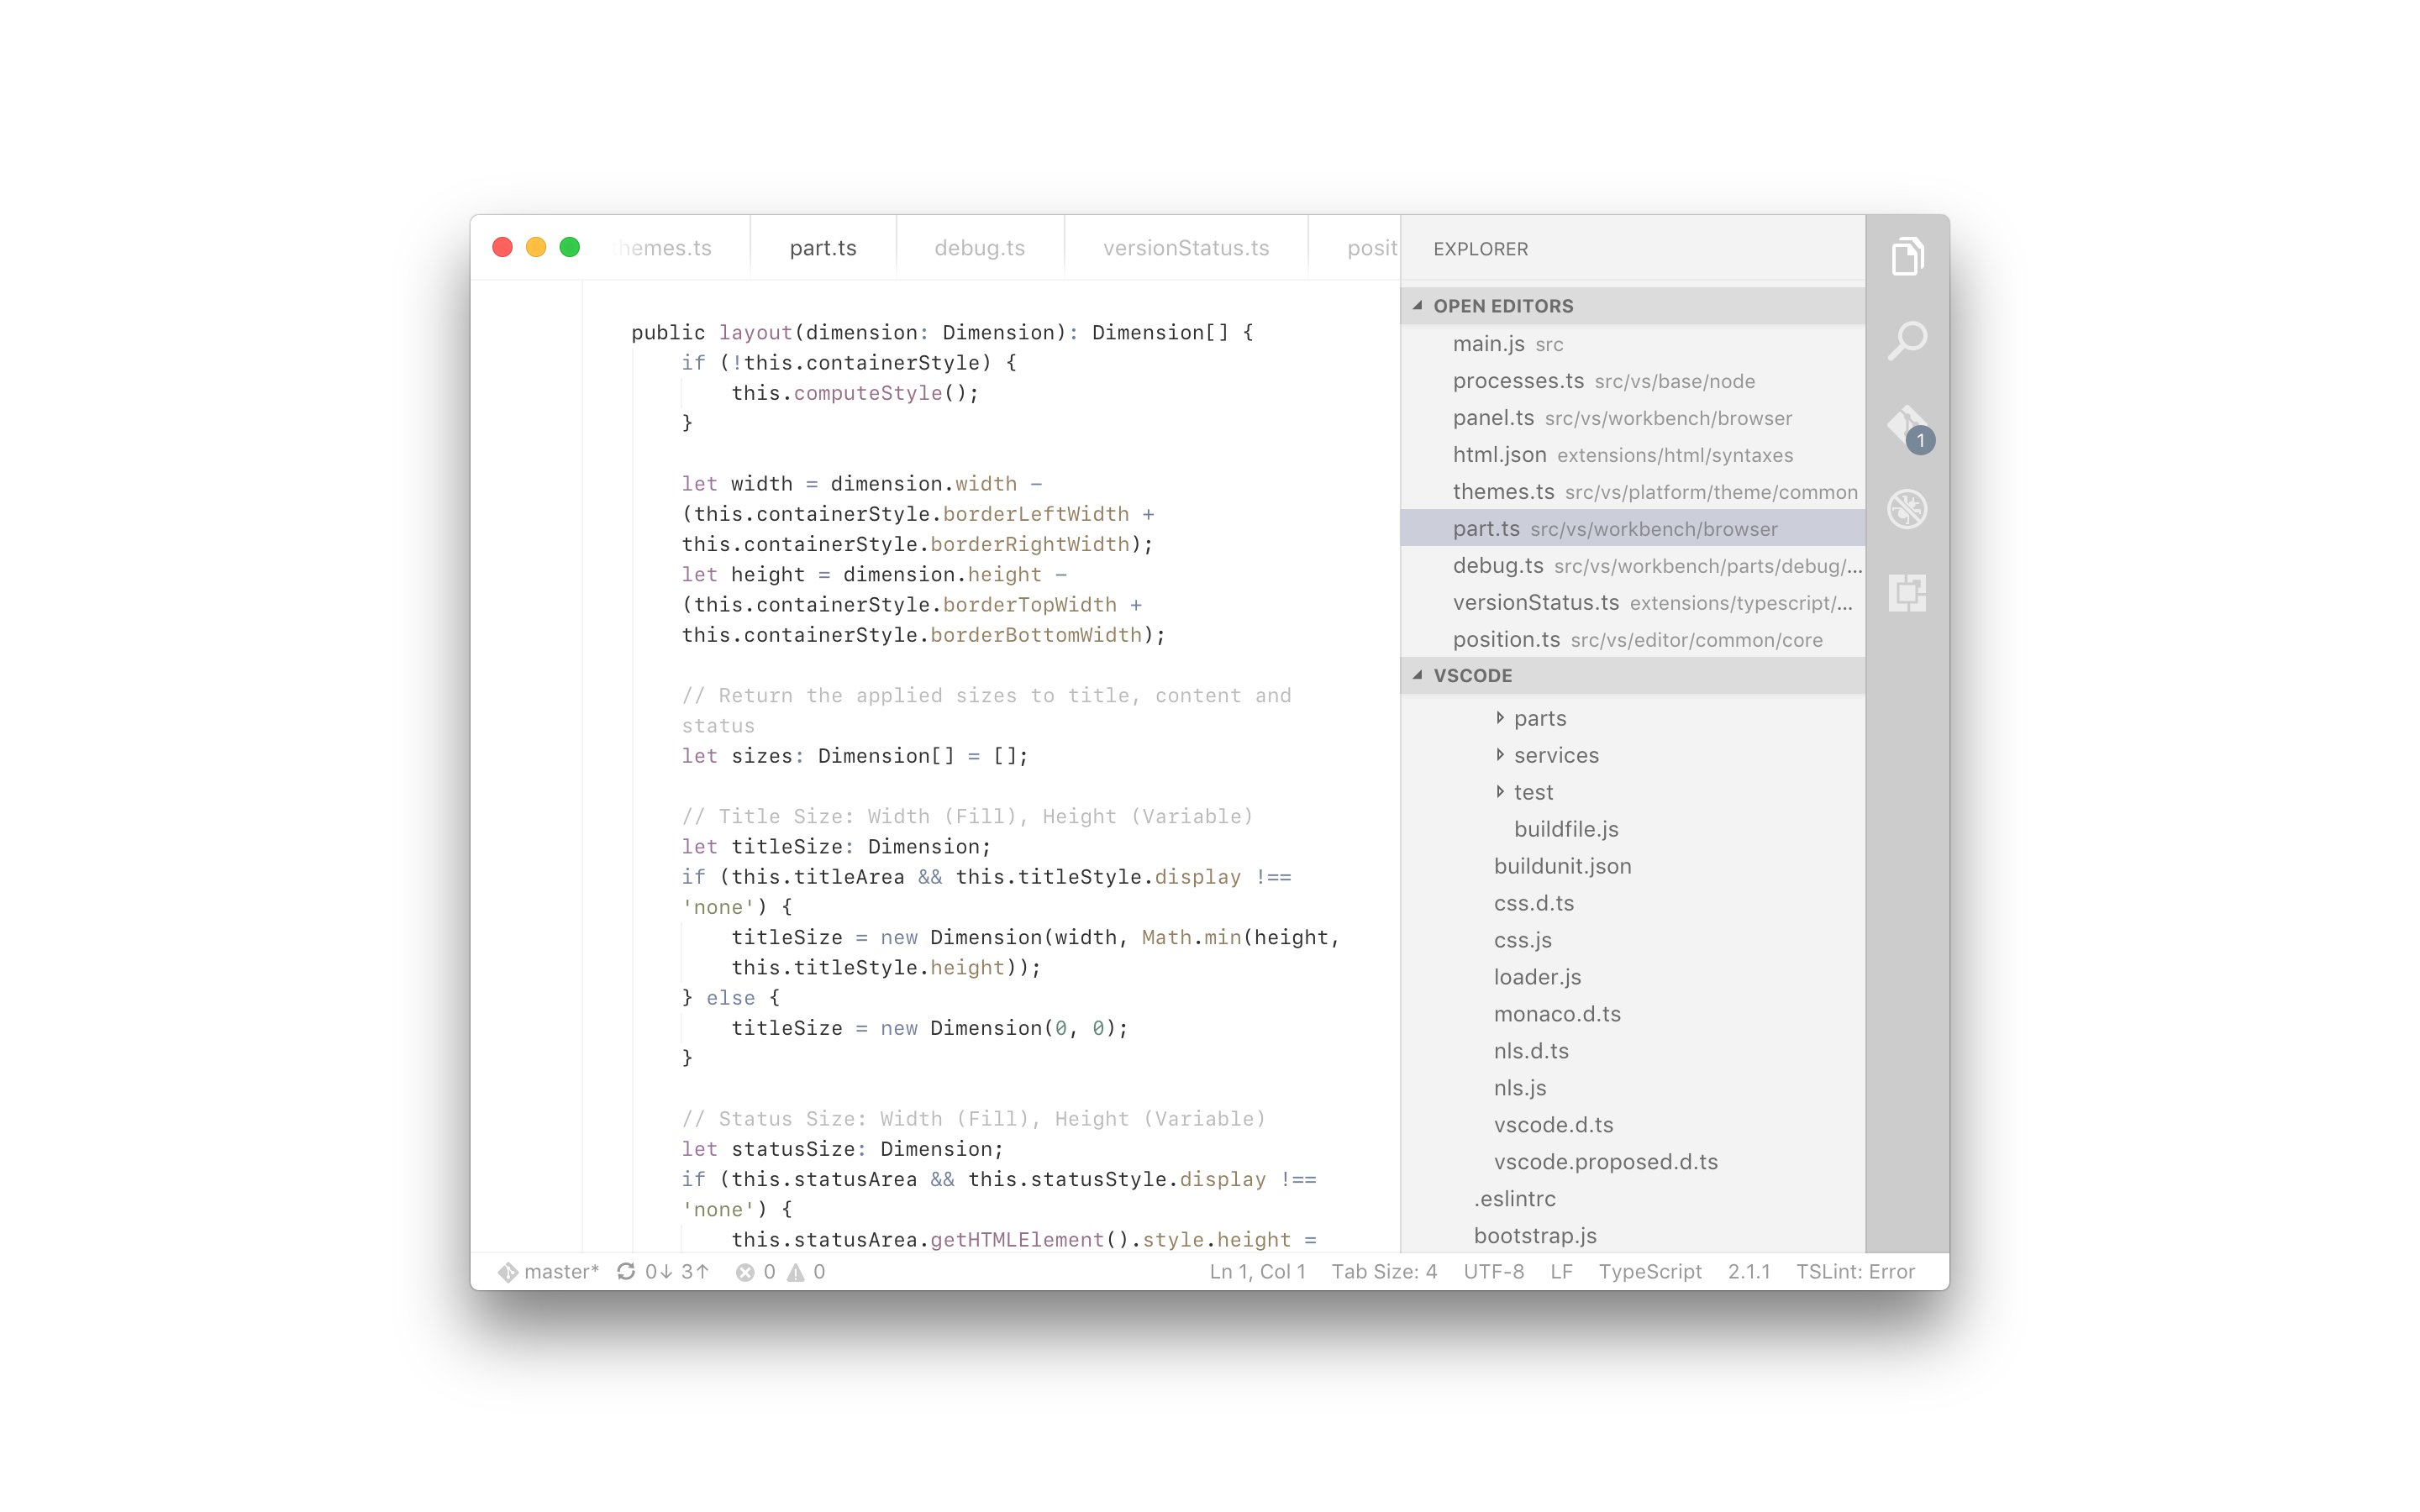 hemes.ts
part.ts
debug.ts
versionStatus.ts
posit
public layout(dimension: Dimension): Dimension[] {
if (!this.containerStyle) {
this.computeStyle();
}
let width = dimension.width -
(this.containerStyle.borderLeftWidth +
this.containerStyle.borderRightWidth);
let height = dimension.height -
(this.containerStyle.borderTopWidth +
this.containerStyle.borderBottomWidth);
// Return the applied sizes to title, content and
status
let sizes: Dimension[] = [];
// Title Size: Width (Fill), Height (Variable)
let titleSize: Dimension;
if (this.titleArea && this.titleStyle.display !==
'none') {
titleSize = new Dimension(width, Math.min(height,
this.titleStyle.height));
} else {
titleSize = new Dimension(0, 0);
}
// Status Size: Width (Fill), Height (Variable)
let statusSize: Dimension;
if (this.statusArea && this.statusStyle.display !==
'none') {
this.statusArea.getHTMLElement().style.height =
EXPLORER
OPEN EDITORS
main.js src
processes.ts src/vs/base/node
panel.ts src/vs/workbench/browser
html.json extensions/html/syntaxes
themes.ts src/vs/platform/theme/common
part.ts src/vs/workbench/browser
debug.ts src/vs/workbench/parts/debug/...
versionStatus.ts extensions/typescript/...
position.ts src/vs/editor/common/core
VSCODE
parts
services
test
buildfile.js
buildunit.json
css.d.ts
css.js
loader.js
monaco.d.ts
nls.d.ts
nls.js
vscode.d.ts
vscode.proposed.d.ts
.eslintrc
bootstrap.js
1
master* 0↓ 3↑ 0 0
Ln 1, Col 1 Tab Size: 4 UTF-8 LF TypeScript 2.1.1 TSLint: Error